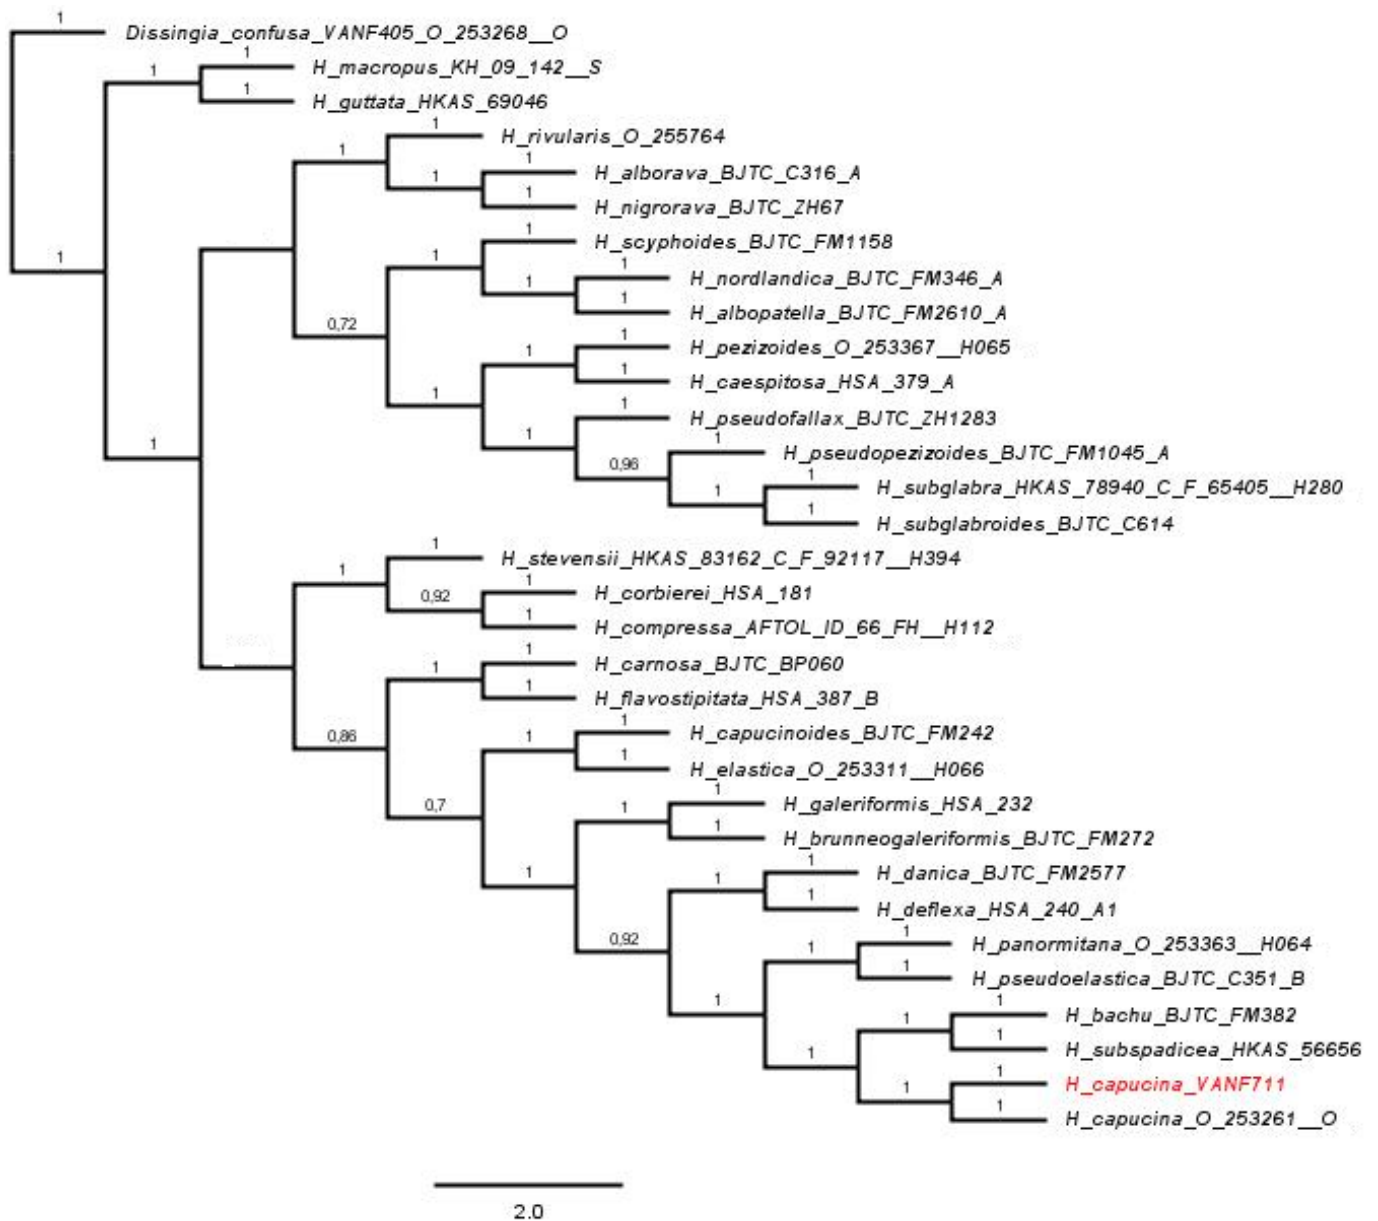 1
Dissingia_confusa_VANF405_O_253268__O
1
1
H_macropus_KH_09_142__S
1
H_guttata_HKAS_69046
1
1
H_rivularis_O_255764
1
1
1
H_alborava_BJTC_C316_A
1
H_nigrorava_BJTC_ZH67
1
1
H_scyphoides_BJTC_FM1158
1
1
1
H_nordlandica_BJTC_FM346_A
1
H_albopatella_BJTC_FM2610_A
0,72
1
1
H_pezizoides_O_253367__H065
1
H_caespitosa_HSA_379_A
1
1
H_pseudofallax_BJTC_ZH1283
1
1
H_pseudopezizoides_BJTC_FM1045_A
0,96
1
1
H_subglabra_HKAS_78940_C_F_65405__H280
1
H_subglabroides_BJTC_C614
1
1
H_stevensii_HKAS_83162_C_F_92117__H394
1
0,92
1
H_corbierei_HSA_181
1
H_compressa_AFTOL_ID_66_FH__H112
1
1
H_carnosa_BJTC_BP060
1
H_flavostipitata_HSA_387_B
0,86
1
1
H_capucinoides_BJTC_FM242
1
H_elastica_O_253311__H066
0,7
1
1
H_galeriformis_HSA_232
1
H_brunneogaleriformis_BJTC_FM272
1
1
1
H_danica_BJTC_FM2577
1
H_deflexa_HSA_240_A1
0,92
1
1
H_panormitana_O_253363__H064
1
H_pseudoelastica_BJTC_C351_B
1
1
1
H_bachu_BJTC_FM382
1
H_subspadicea_HKAS_56656
1
1
H_capucina_VANF711
1
H_capucina_O_253261__O
2.0